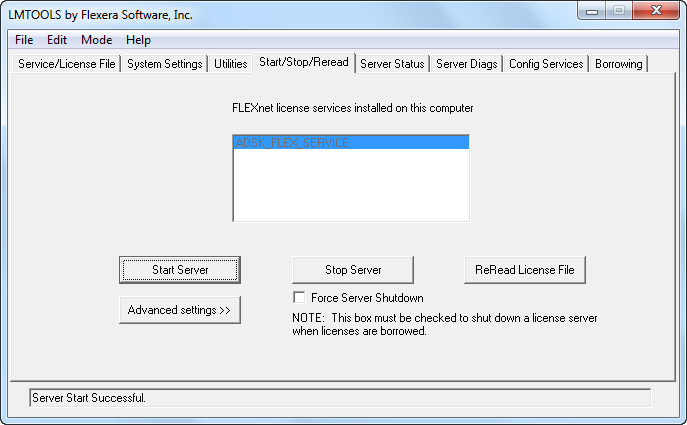 LMTOOLS by Flexera Software, Inc.
File Edit Mode Help
Service/License File System Settings Utilities Start/Stop/Reread Server Status Server Diags Config Services Borrowing
FLEXnet license services installed on this computer
ADSK_FLEX_SERVICE
Start Server Stop Server ReRead License File
Advanced settings >> Force Server Shutdown
NOTE: This box must be checked to shut down a license server
when licenses are borrowed.
Server Start Successful.